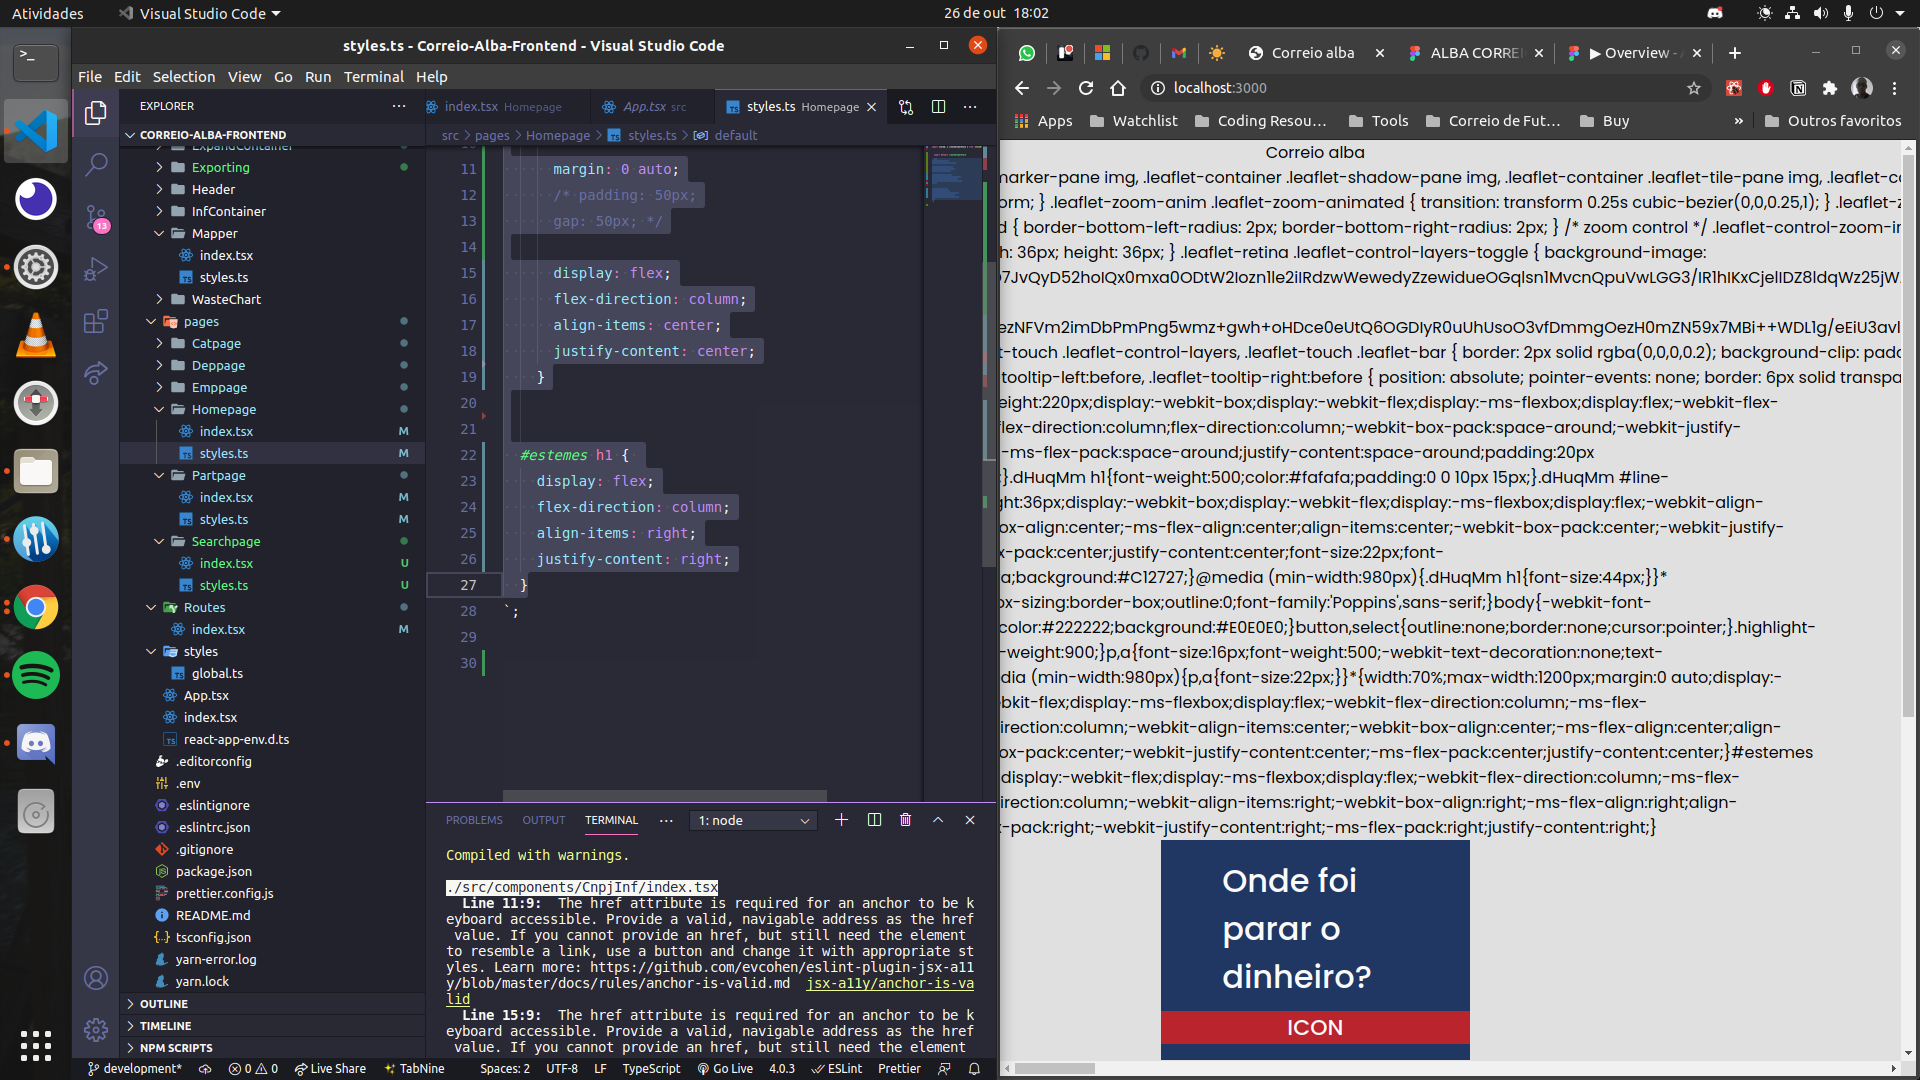 Atividades
Visual Studio Code
26 de out 18:02
styles.ts - Correio-Alba-Frontend - Visual Studio Code
File Edit Selection View Go Run Terminal Help
EXPLORER
CORREIO-ALBA-FRONTEND
ExpandContainer
Exporting
Header
InfContainer
Mapper
index.tsx
styles.ts
WasteChart
pages
Catpage
Deppage
Emppage
Homepage
index.tsx M
styles.ts M
Partpage
index.tsx M
styles.ts M
Searchpage
index.tsx U
styles.ts U
Routes
index.tsx M
styles
global.ts
App.tsx
index.tsx
react-app-env.d.ts
.editorconfig
.env
.eslintignore
.eslintrc.json
.gitignore
package.json
prettier.config.js
README.md
tsconfig.json
yarn-error.log
yarn.lock
OUTLINE
TIMELINE
NPM SCRIPTS
13
index.tsx Homepage
App.tsx src
styles.ts Homepage
src > pages > Homepage > styles.ts > default
11 margin: 0 auto;
12 /* padding: 50px;
13 gap: 50px; */
14
15 display: flex;
16 flex-direction: column;
17 align-items: center;
18 justify-content: center;
19 }
20
21
22 #estemes h1 {
23 display: flex;
24 flex-direction: column;
25 align-items: right;
26 justify-content: right;
27 }
28 `;
29
30
PROBLEMS OUTPUT TERMINAL ··· 1: node
Compiled with warnings.
./src/components/CnpjInf/index.tsx
Line 11:9: The href attribute is required for an anchor to be k
eyboard accessible. Provide a valid, navigable address as the href
value. If you cannot provide an href, but still need the element
to resemble a link, use a button and change it with appropriate st
yles. Learn more: https://github.com/evcohen/eslint-plugin-jsx-a11
y/blob/master/docs/rules/anchor-is-valid.md jsx-a11y/anchor-is-va
lid
Line 15:9: The href attribute is required for an anchor to be k
eyboard accessible. Provide a valid, navigable address as the href
value. If you cannot provide an href, but still need the element
development* 0 0 Live Share TabNine Spaces: 2 UTF-8 LF TypeScript Go Live 4.0.3 ESLint Prettier
Correio alba
ALBA CORRE
▶ Overview -
localhost:3000
Apps Watchlist Coding Resou... Tools Correio de Fut... Buy » Outros favoritos
Correio alba
marker-pane img, .leaflet-container .leaflet-shadow-pane img, .leaflet-container .leaflet-tile-pane img, .leaflet-co
orm; } .leaflet-zoom-anim .leaflet-zoom-animated { transition: transform 0.25s cubic-bezier(0,0,0.25,1); } .leaflet-z
d { border-bottom-left-radius: 2px; border-bottom-right-radius: 2px; } /* zoom control */ .leaflet-control-zoom-in
h: 36px; height: 36px; } .leaflet-retina .leaflet-control-layers-toggle { background-image:
ight:220px;display:-webkit-box;display:-webkit-flex;display:-ms-flexbox;display:flex;-webkit-flex-
t-touch .leaflet-control-layers, .leaflet-touch .leaflet-bar { border: 2px solid rgba(0,0,0,0.2); background-clip: padd
tooltip-left:before, .leaflet-tooltip-right:before { position: absolute; pointer-events: none; border: 6px solid transpa
flex-direction:column;flex-direction:column;-webkit-box-pack:space-around;-webkit-justify-
-ms-flex-pack:space-around;justify-content:space-around;padding:20px
;}.dHuqMm h1{font-weight:500;color:#fafafa;padding:0 0 10px 15px;}.dHuqMm #line-
ght:36px;display:-webkit-box;display:-webkit-flex;display:-ms-flexbox;display:flex;-webkit-align-
ox-align:center;-ms-flex-align:center;align-items:center;-webkit-box-pack:center;-webkit-justify-
x-pack:center;justify-content:center;font-size:22px;font-
a;background:#C12727;}@media (min-width:980px){.dHuqMm h1{font-size:44px;}}*
ox-sizing:border-box;outline:0;font-family:'Poppins',sans-serif;}body{-webkit-font-
color:#222222;background:#E0E0E0;}button,select{outline:none;border:none;cursor:pointer;}.highlight-
-weight:900;}p,a{font-size:16px;font-weight:500;-webkit-text-decoration:none;text-
dia (min-width:980px){p,a{font-size:22px;}}*{width:70%;max-width:1200px;margin:0 auto;display:-
bkit-flex;display:-ms-flexbox;display:flex;-webkit-flex-direction:column;-ms-flex-
irection:column;-webkit-align-items:center;-webkit-box-align:center;-ms-flex-align:center;align-
ox-pack:center;-webkit-justify-content:center;-ms-flex-pack:center;justify-content:center;}#estemes
display:-webkit-flex;display:-ms-flexbox;display:flex;-webkit-flex-direction:column;-ms-flex-
irection:column;-webkit-align-items:right;-webkit-box-align:right;-ms-flex-align:right;align-
x-pack:right;-webkit-justify-content:right;-ms-flex-pack:right;justify-content:right;}
Onde foi
parar o
dinheiro?
ICON